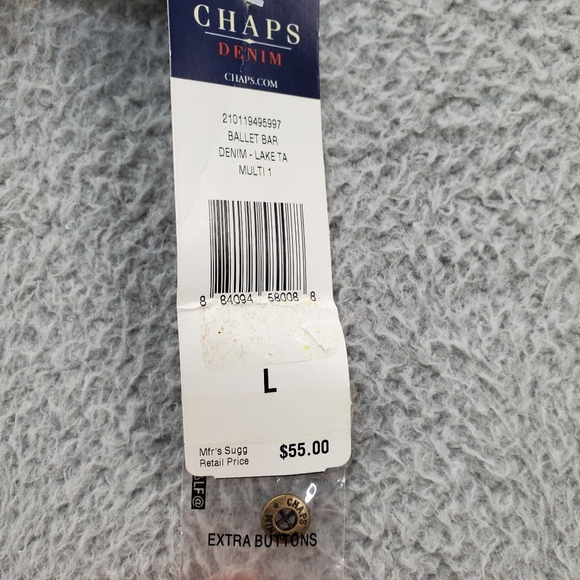 CHAPS
DENIM
CHAPS.COM
210119495997
BALLET BAR
DENIM - LAKE TA
MULTI 1
8 84094 58008 8
L
Mfr's Sugg
Retail Price
$55.00
CHAPS
EXTRA BUTTONS